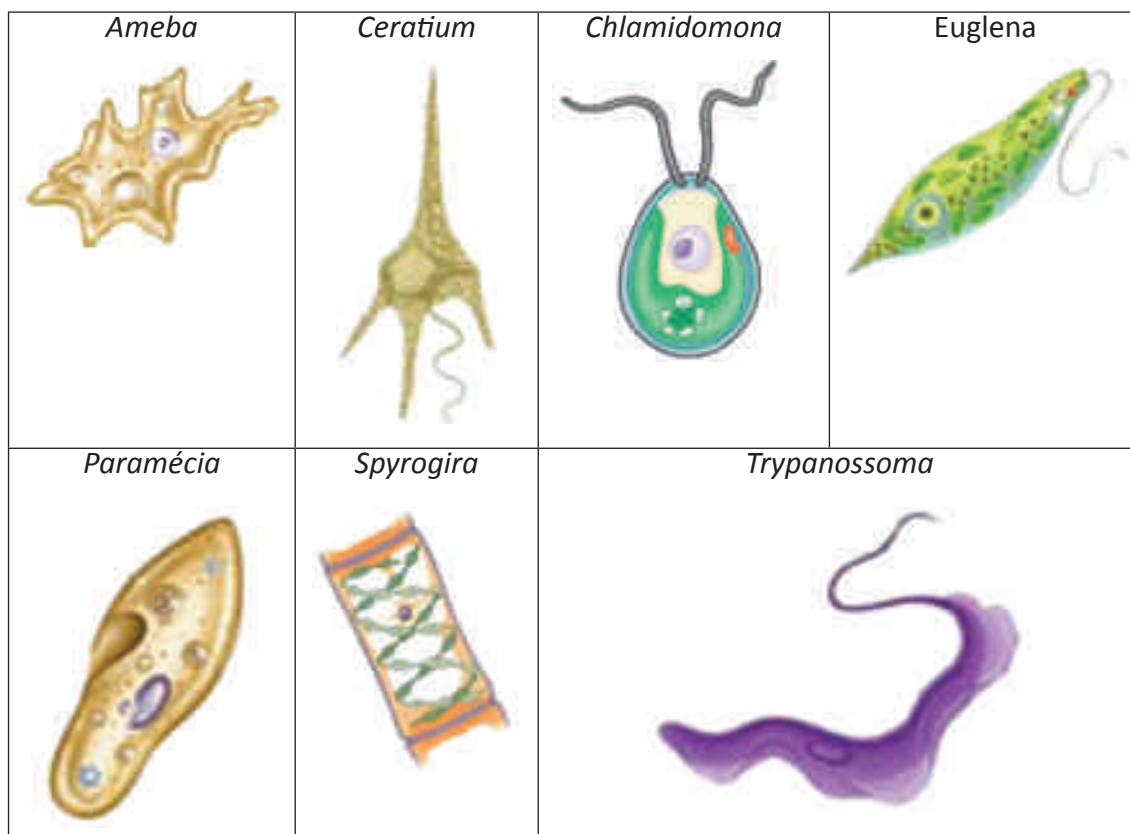 Ameba
Ceratium
Chlamidomona
Euglena
Paramécia
Spyrogira
Trypanossoma